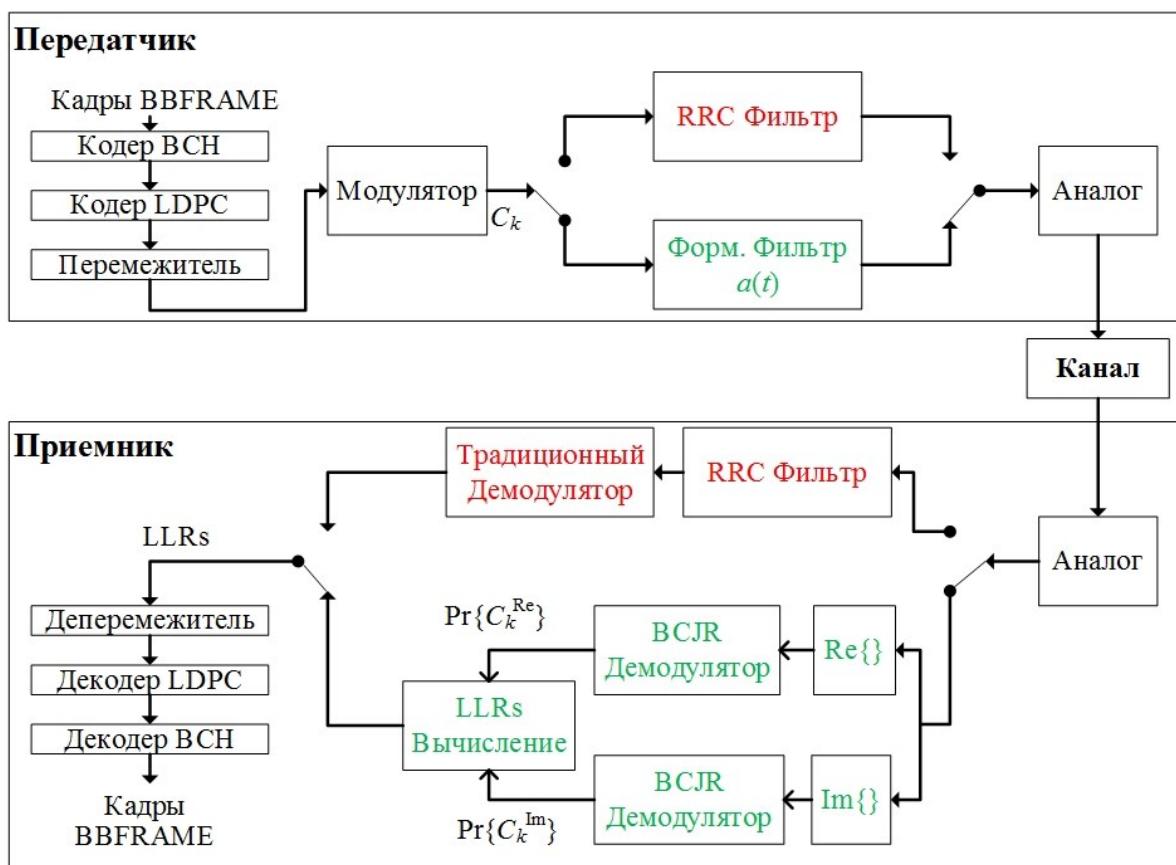 Передатчик
Кадры BBFRAME
Кодер BCH
Кодер LDPC
Перемежитель
Модулятор
C_k
RRC Фильтр
Форм. Фильтр
a(t)
Аналог
Канал
Приемник
Традиционный
Демодулятор
RRC Фильтр
Аналог
LLRs
Деперемежитель
Декодер LDPC
Декодер BCH
Кадры
BBFRAME
Pr{C_k^Re}
BCJR
Демодулятор
Re{}
LLRs
Вычисление
BCJR
Демодулятор
Im{}
Pr{C_k^Im}